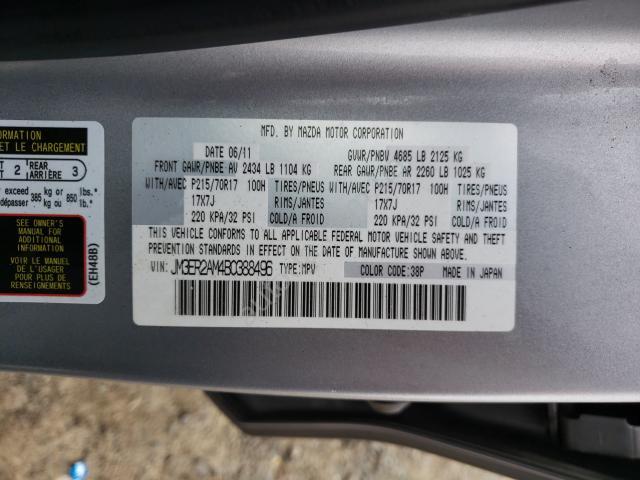 ORMATION
ET LE CHARGEMENT
T 2 REAR ARRIÈRE 3
exceed 385 kg or 850 lbs.*
dépasser kg ou lb.*
SEE OWNER'S
MANUAL FOR
ADDITIONAL
INFORMATION
VOIR LE MANUEL
DE L'USAGER
POUR PLUS DE
RENSEIGNEMENTS
(EH48B)
MFD. BY MAZDA MOTOR CORPORATION
DATE 06/11 GVWR/PNBV 4685 LB 2125 KG
FRONT GAWR/PNBE AV 2434 LB 1104 KG REAR GAWR/PNBE AR 2260 LB 1025 KG
WITH/AVEC P215/70R17 100H TIRES/PNEUS WITH/AVEC P215/70R17 100H TIRES/PNEUS
17X7J RIMS/JANTES 17X7J RIMS/JANTES
220 KPA/32 PSI COLD/A FROID 220 KPA/32 PSI COLD/A FROID
THIS VEHICLE CONFORMS TO ALL APPLICABLE FEDERAL MOTOR VEHICLE SAFETY, BUMPER, AND THEFT
PREVENTION STANDARDS IN EFFECT ON THE DATE OF MANUFACTURE SHOWN ABOVE.
VIN: JM3ER2AM4B0388496 TYPE:MPV COLOR CODE:38P MADE IN JAPAN